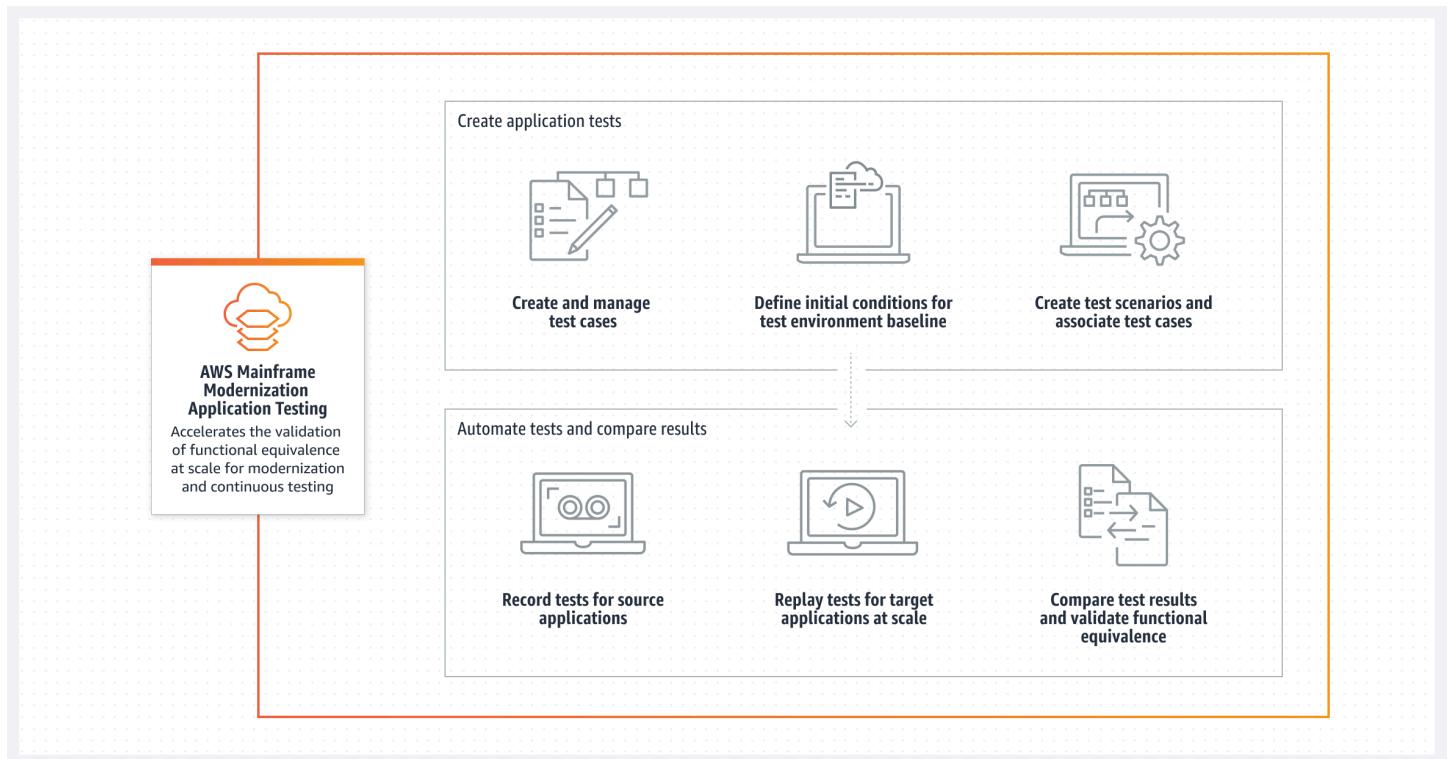 Create application tests
Create and manage
test cases
Define initial conditions for
test environment baseline
Create test scenarios and
associate test cases
AWS Mainframe
Modernization
Application Testing
Accelerates the validation
of functional equivalence
at scale for modernization
and continuous testing
Automate tests and compare results
Record tests for source
applications
Replay tests for target
applications at scale
Compare test results
and validate functional
equivalence